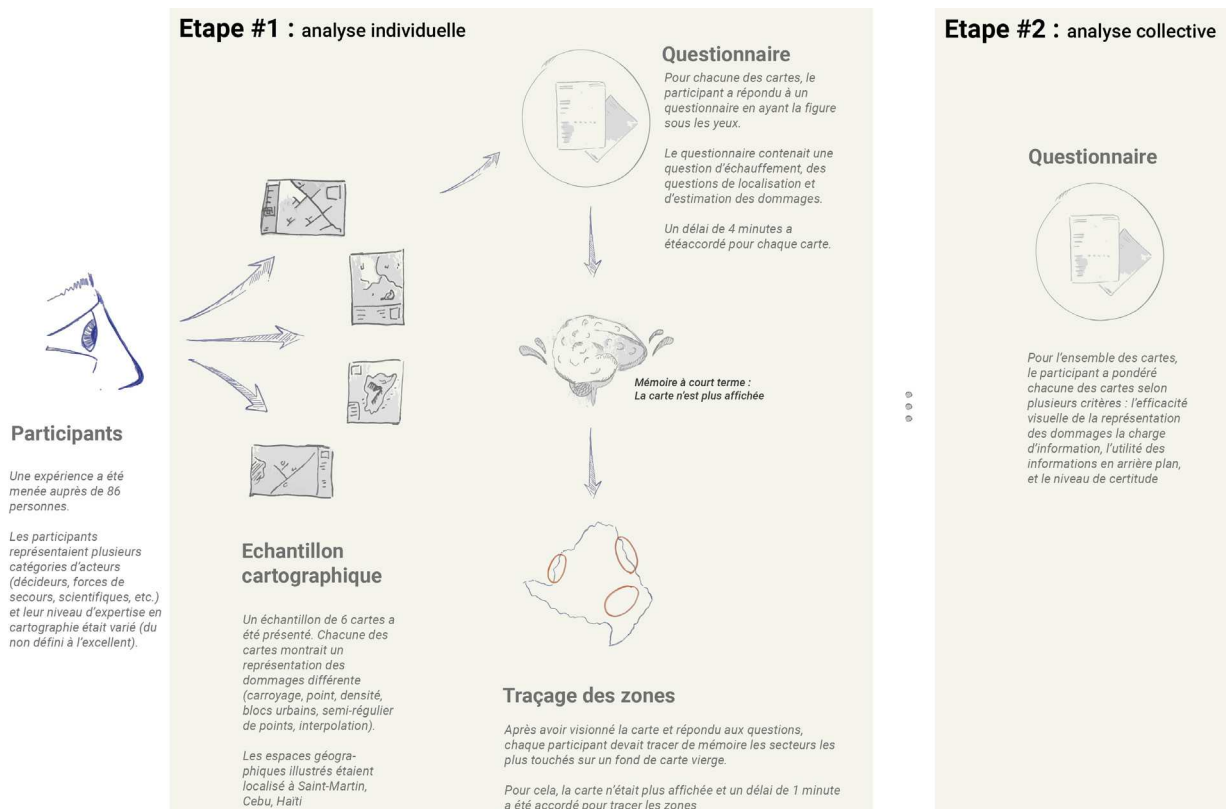 Etape #1 : analyse individuelle
Questionnaire
Pour chacune des cartes, le
participant a répondu à un
questionnaire en ayant la figure
sous les yeux.
Le questionnaire contenait une
question d'échauffement, des
questions de localisation et
d'estimation des dommages.
Un délai de 4 minutes a
étéaccordé pour chaque carte.
Mémoire à court terme :
La carte n'est plus affichée
Participants
Une expérience a été
menée auprès de 86
personnes.
Les participants
représentaient plusieurs
catégories d'acteurs
(décideurs, forces de
secours, scientifiques, etc.)
et leur niveau d'expertise en
cartographie était varié (du
non défini à l'excellent).
Echantillon
cartographique
Un échantillon de 6 cartes a
été présenté. Chacune des
cartes montrait un
représentation des
dommages différente
(carroyage, point, densité,
blocs urbains, semi-régulier
de points, interpolation).
Les espaces géogra-
phiques illustrés étaient
localisé à Saint-Martin,
Cebu, Haïti
Traçage des zones
Après avoir visionné la carte et répondu aux questions,
chaque participant devait tracer de mémoire les secteurs les
plus touchés sur un fond de carte vierge.
Pour cela, la carte n'était plus affichée et un délai de 1 minute
a été accordé pour tracer les zones
Etape #2 : analyse collective
Questionnaire
Pour l'ensemble des cartes,
le participant a pondéré
chacune des cartes selon
plusieurs critères : l'efficacité
visuelle de la représentation
des dommages la charge
d'information, l'utilité des
informations en arrière plan,
et le niveau de certitude